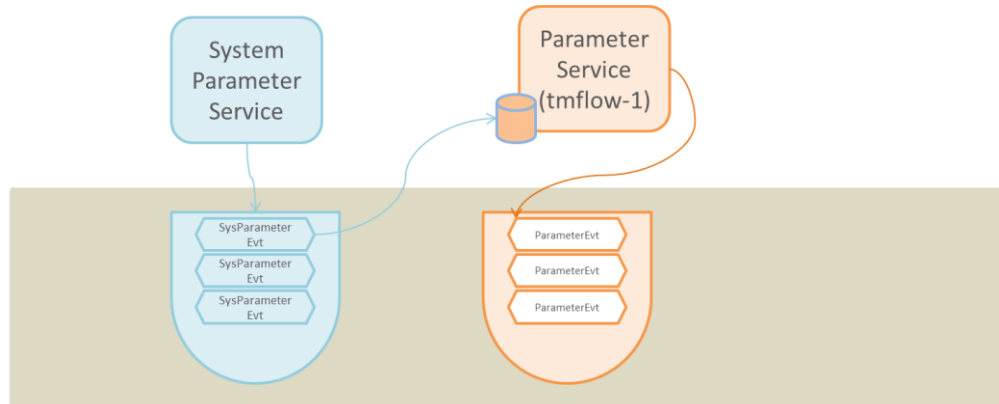 System
Parameter
Service
Parameter
Service
(tmflow-1)
SysParameter
Evt
SysParameter
Evt
SysParameter
Evt
ParameterEvt
ParameterEvt
ParameterEvt